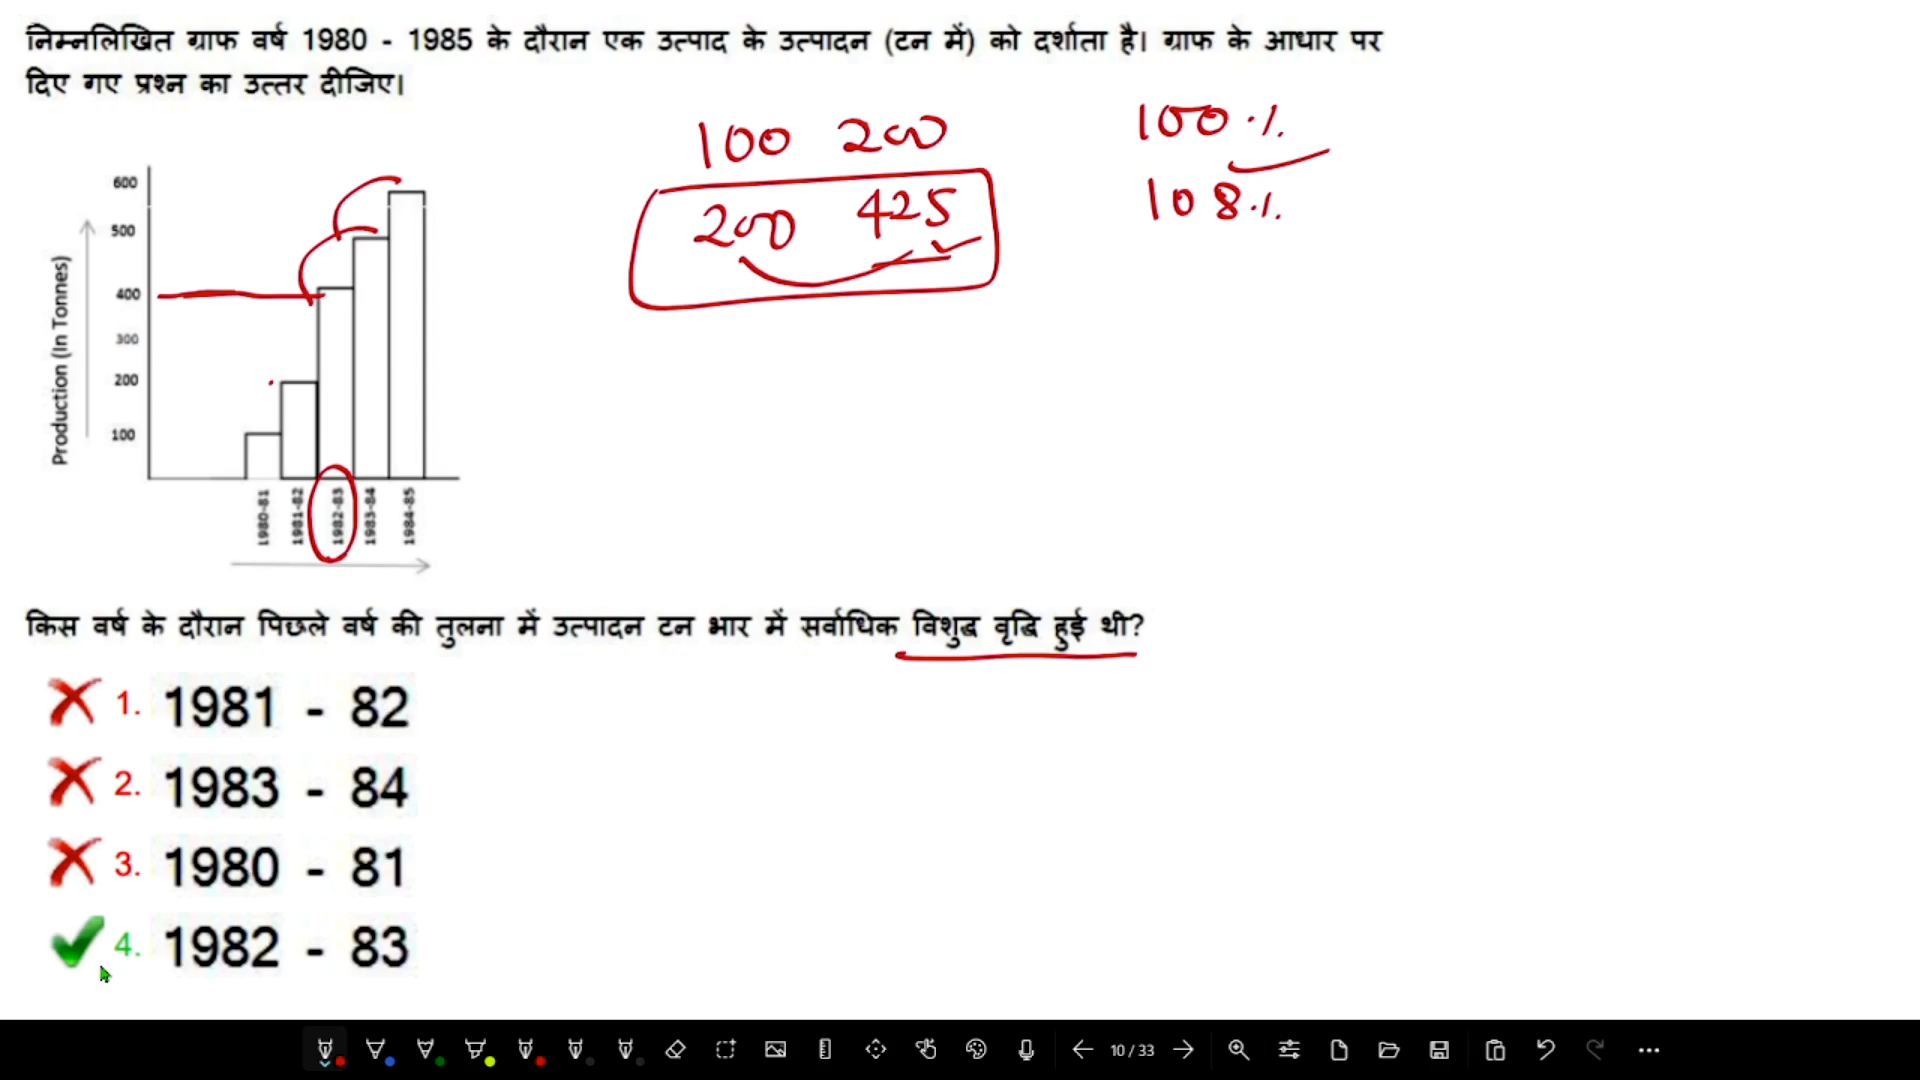 निम्नलिखित ग्राफ वर्ष 1980 - 1985 के दौरान एक उत्पाद के उत्पादन (टन में) को दर्शाता है। ग्राफ के आधार पर
दिए गए प्रश्न का उत्तर दीजिए।
100 200
100%
200 425
108%
Production (In Tonnes)
600
500
400
300
200
100
1980-81
1981-82
1982-83
1983-84
1984-85
किस वर्ष के दौरान पिछले वर्ष की तुलना में उत्पादन टन भार में सर्वाधिक विशुद्ध वृद्धि हुई थी?
1. 1981 - 82
2. 1983 - 84
3. 1980 - 81
4. 1982 - 83
10 / 33